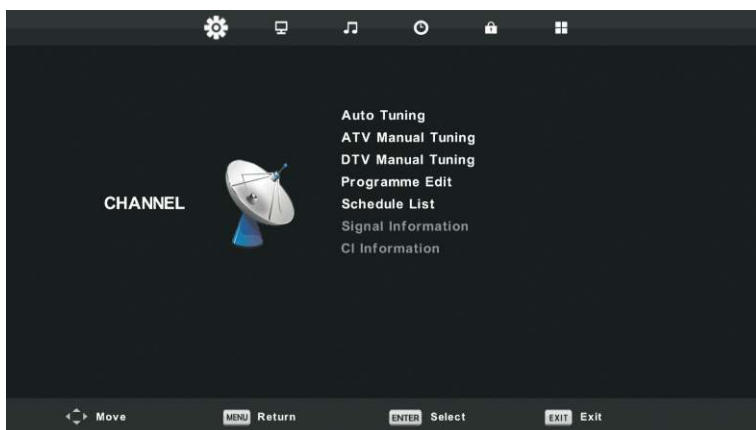 Auto Tuning
ATV Manual Tuning
DTV Manual Tuning
Programme Edit
CHANNEL
Schedule List
Signal Information
CI Information
Move
MENU Return
ENTER Select
EXIT Exit